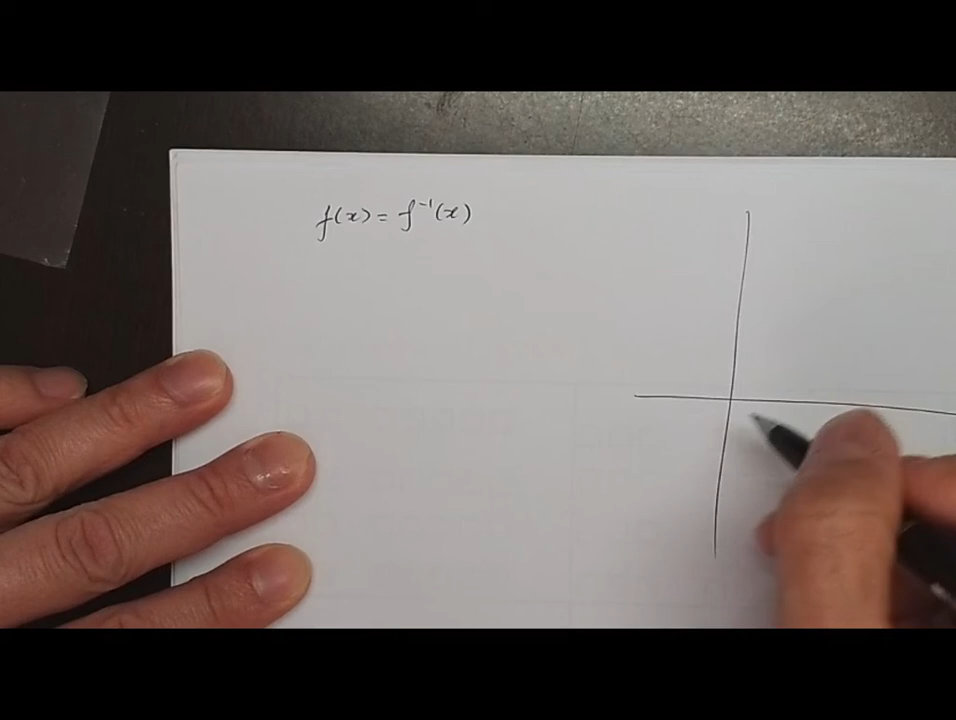 f(x) = f⁻¹(x)